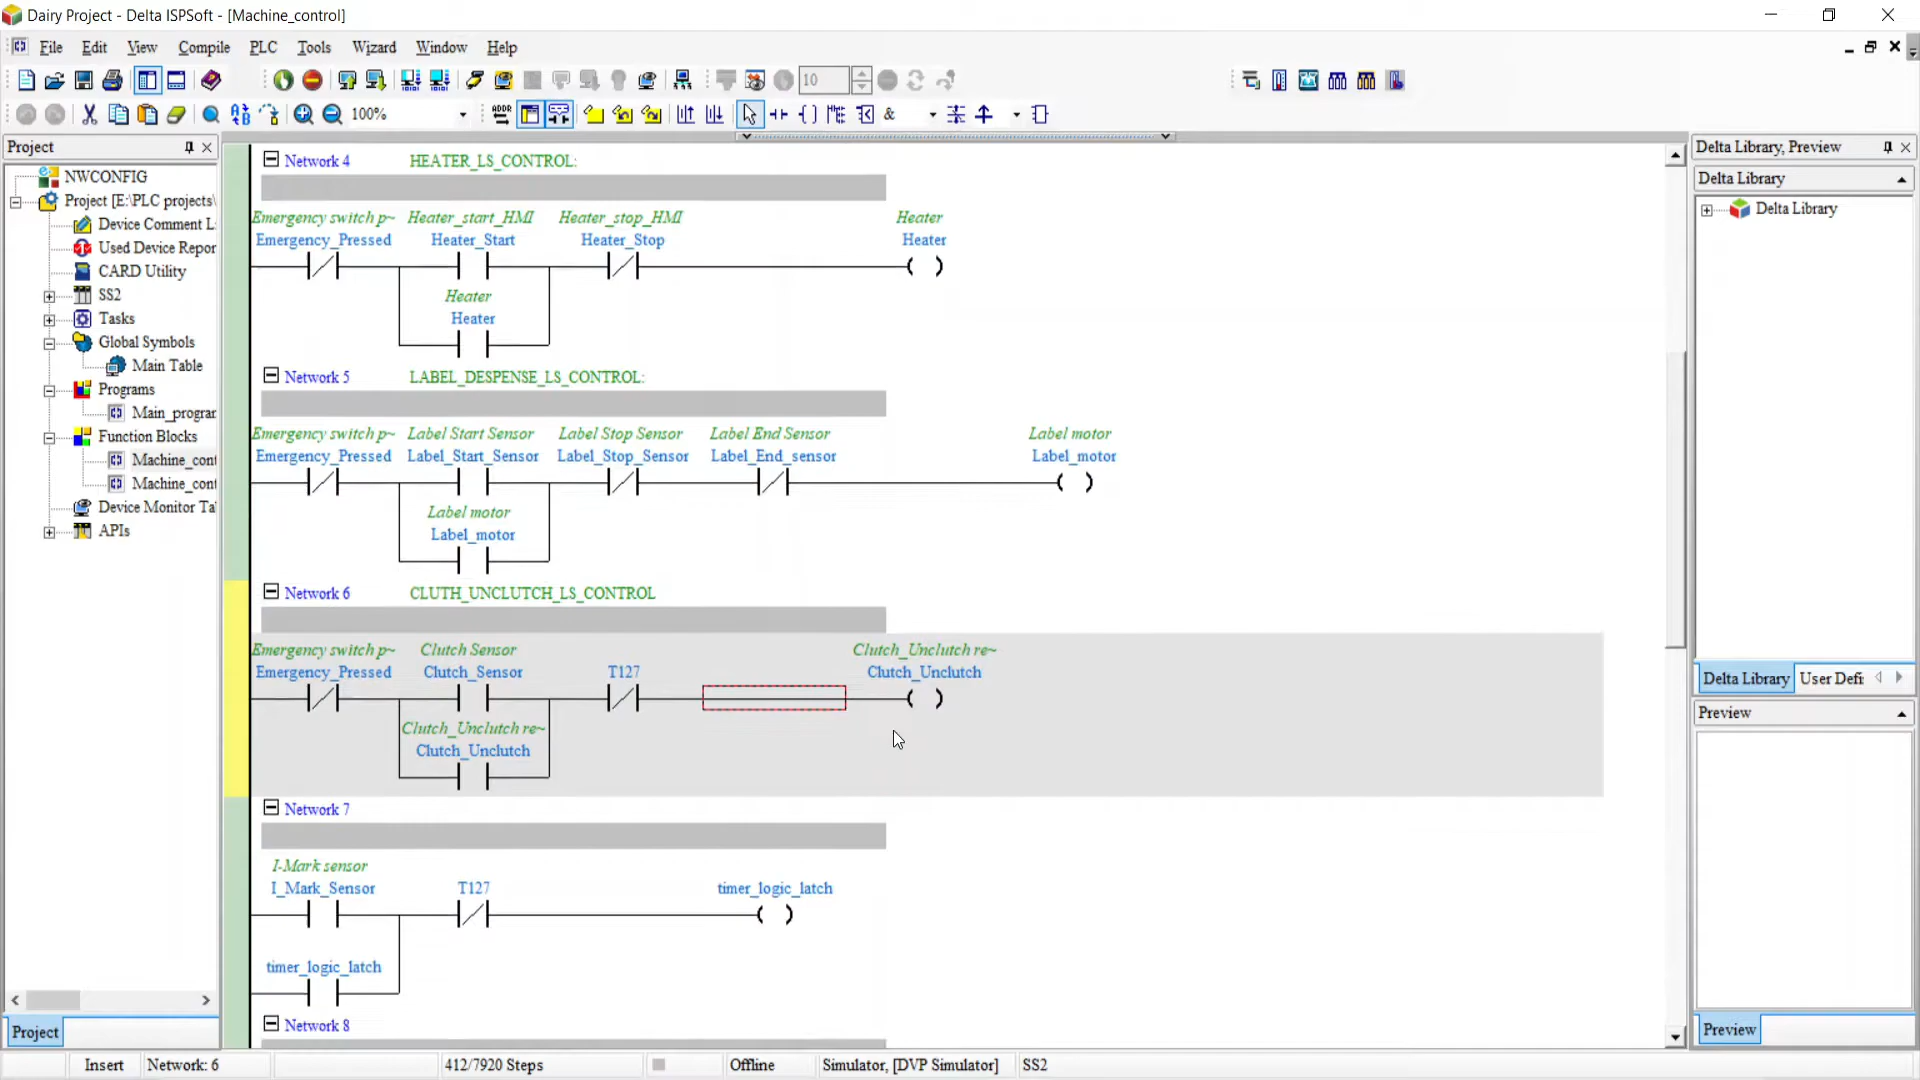 Dairy Project - Delta ISPSoft - [Machine_control]
File Edit View Compile PLC Tools Wizard Window Help
10
100%
ADDR
&
Project
NWCONFIG
Project [E:\PLC projects\
Device Comment L
Used Device Repor
CARD Utility
SS2
Tasks
Global Symbols
Main Table
Programs
Main_prograr
Function Blocks
Machine_cont
Machine_cont
Device Monitor Ta
APIs
Project
Network 4 HEATER_LS_CONTROL:
Emergency switch p~ Heater_start_HMI Heater_stop_HMI Heater
Emergency_Pressed Heater_Start Heater_Stop Heater
Heater
Heater
Network 5 LABEL_DESPENSE_LS_CONTROL:
Emergency switch p~ Label Start Sensor Label Stop Sensor Label End Sensor Label motor
Emergency_Pressed Label_Start_Sensor Label_Stop_Sensor Label_End_sensor Label_motor
Label motor
Label_motor
Network 6 CLUTH_UNCLUTCH_LS_CONTROL
Emergency switch p~ Clutch Sensor Clutch_Unclutch re~
Emergency_Pressed Clutch_Sensor T127 Clutch_Unclutch
Clutch_Unclutch re~
Clutch_Unclutch
Network 7
I-Mark sensor
I_Mark_Sensor T127 timer_logic_latch
timer_logic_latch
Network 8
Delta Library, Preview
Delta Library
Delta Library
Delta Library User Defi
Preview
Preview
Insert Network: 6 412/7920 Steps Offline Simulator, [DVP Simulator] SS2